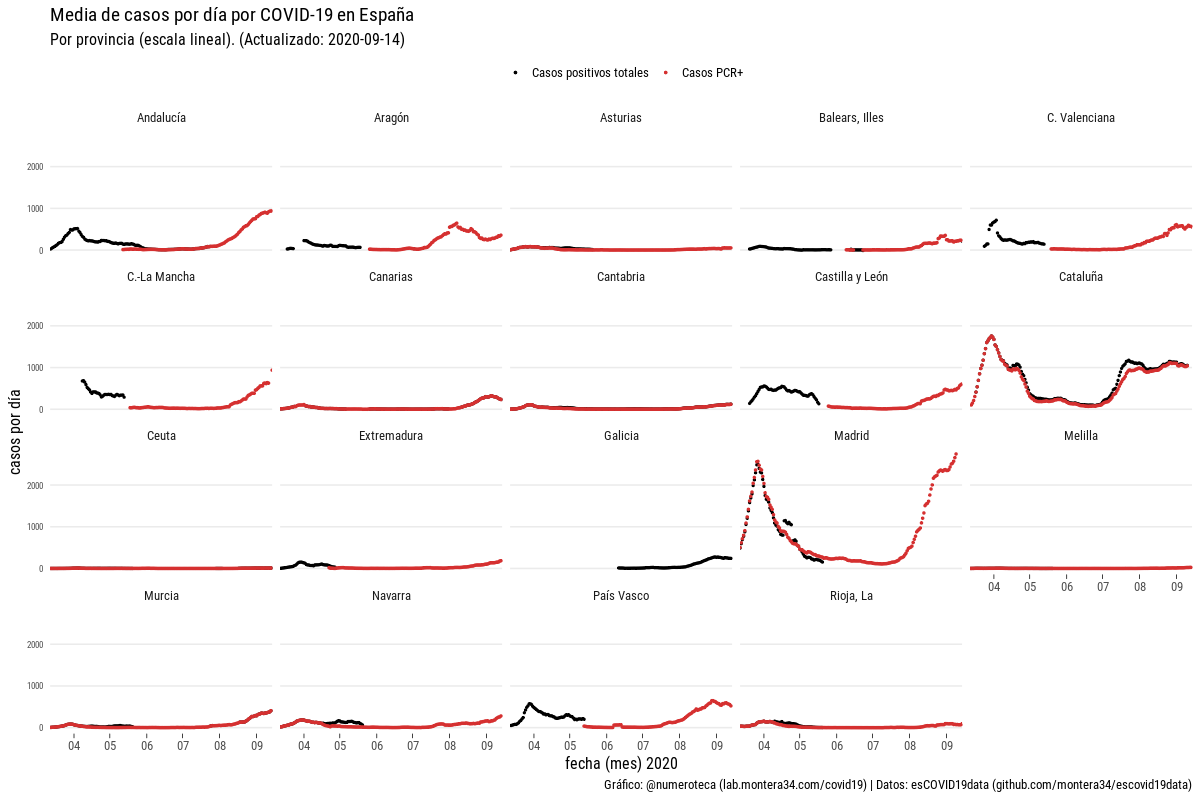 Media de casos por día por COVID-19 en España
Por provincia (escala lineal). (Actualizado: 2020-09-14)
Casos positivos totales Casos PCR+
Andalucía Aragón Asturias Balears, Illes C. Valenciana
2000
1000
0
C.-La Mancha Canarias Cantabria Castilla y León Cataluña
2000
1000
0
Ceuta Extremadura Galicia Madrid Melilla
2000
1000
0
04 05 06 07 08 09
Murcia Navarra País Vasco Rioja, La
2000
1000
0
04 05 06 07 08 09 04 05 06 07 08 09 04 05 06 07 08 09 04 05 06 07 08 09
casos por día
fecha (mes) 2020
Gráfico: @numeroteca (lab.montera34.com/covid19) | Datos: esCOVID19data (github.com/montera34/escovid19data)